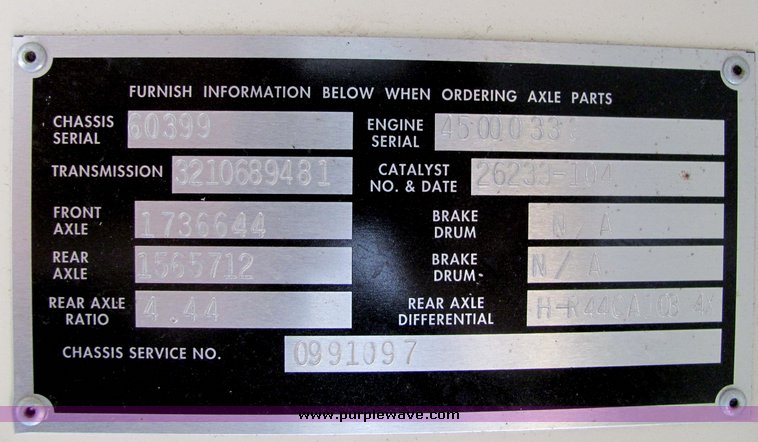 FURNISH INFORMATION BELOW WHEN ORDERING AXLE PARTS
CHASSIS SERIAL 60399
ENGINE SERIAL
TRANSMISSION 3210689481
CATALYST NO. & DATE 26233-104
FRONT AXLE 1736644
BRAKE DRUM N/A
REAR AXLE 1565712
BRAKE DRUM N/A
REAR AXLE RATIO 4.44
REAR AXLE DIFFERENTIAL
CHASSIS SERVICE NO. 0991097
www.purplewave.com